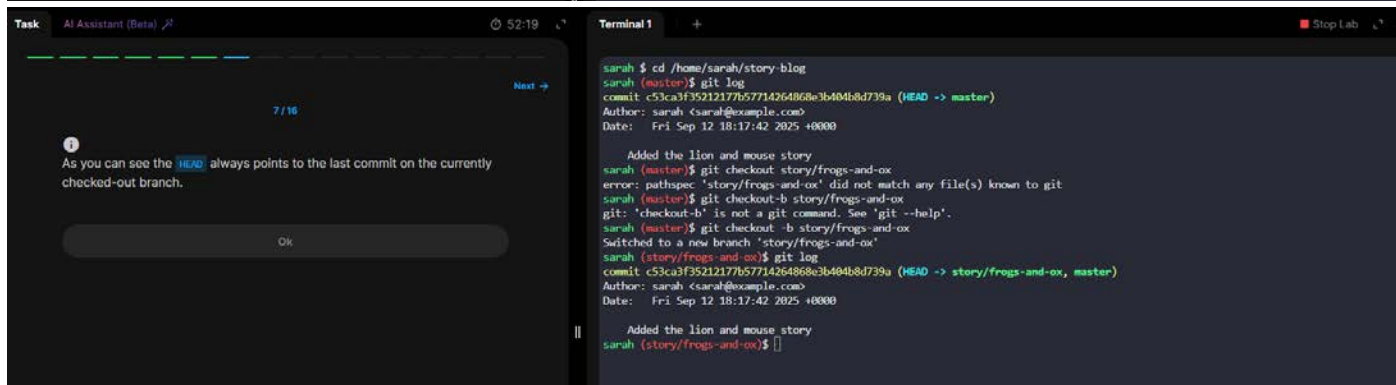 Task AI Assistant (Beta) 52:19
Next →
7/16
As you can see the HEAD always points to the last commit on the currently
checked-out branch.
Ok
Terminal 1 + Stop Lab
sarah $ cd /home/sarah/story-blog
sarah (master)$ git log
commit c53ca3f35212177b57714264868e3b404b8d739a (HEAD -> master)
Author: sarah <sarah@example.com>
Date:   Fri Sep 12 18:17:42 2025 +0000
    Added the lion and mouse story
sarah (master)$ git checkout story/frogs-and-ox
error: pathspec 'story/frogs-and-ox' did not match any file(s) known to git
sarah (master)$ git checkout-b story/frogs-and-ox
git: 'checkout-b' is not a git command. See 'git --help'.
sarah (master)$ git checkout -b story/frogs-and-ox
Switched to a new branch 'story/frogs-and-ox'
sarah (story/frogs-and-ox)$ git log
commit c53ca3f35212177b57714264868e3b404b8d739a (HEAD -> story/frogs-and-ox, master)
Author: sarah <sarah@example.com>
Date:   Fri Sep 12 18:17:42 2025 +0000
    Added the lion and mouse story
sarah (story/frogs-and-ox)$